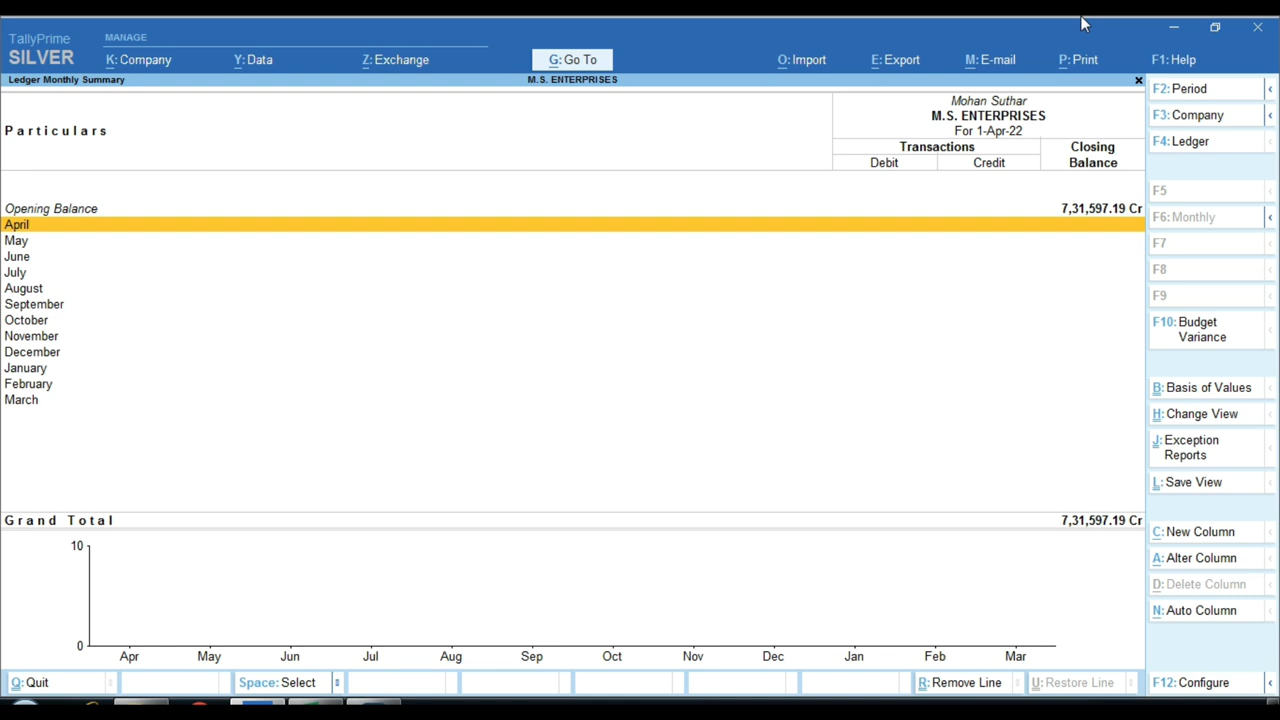 TallyPrime
SILVER
MANAGE
K: Company
Y: Data
Z: Exchange
G: Go To
O: Import
E: Export
M: E-mail
P: Print
F1: Help
Ledger Monthly Summary
M.S. ENTERPRISES
Particulars
Mohan Suthar
M.S. ENTERPRISES
For 1-Apr-22
Transactions
Closing
Debit
Credit
Balance
Opening Balance 7,31,597.19 Cr
April
May
June
July
August
September
October
November
December
January
February
March
Grand Total 7,31,597.19 Cr
10
0
Apr May Jun Jul Aug Sep Oct Nov Dec Jan Feb Mar
F2: Period
F3: Company
F4: Ledger
F5
F6: Monthly
F7
F8
F9
F10: Budget
Variance
B: Basis of Values
H: Change View
J: Exception
Reports
L: Save View
C: New Column
A: Alter Column
D: Delete Column
N: Auto Column
Q: Quit
Space: Select
R: Remove Line
U: Restore Line
F12: Configure